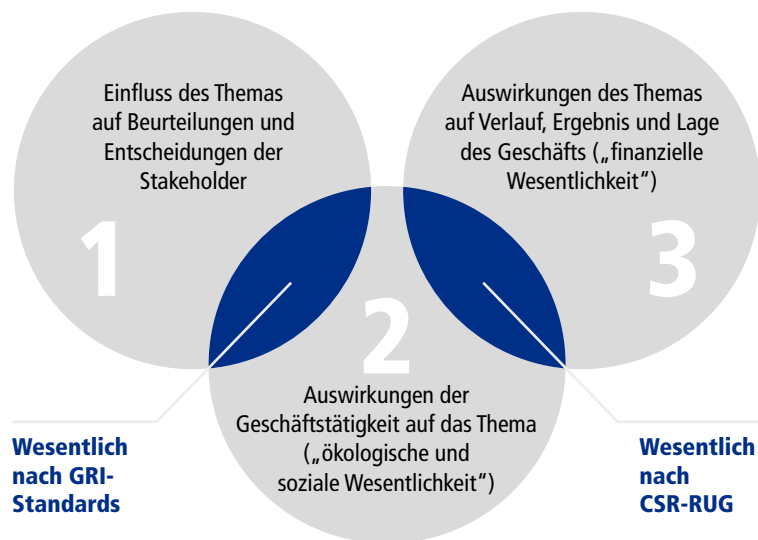 Einfluss des Themas
auf Beurteilungen und
Entscheidungen der
Stakeholder
1
Auswirkungen des Themas
auf Verlauf, Ergebnis und Lage
des Geschäfts („finanzielle
Wesentlichkeit“)
3
2
Auswirkungen der
Geschäftstätigkeit auf das Thema
(„ökologische und
soziale Wesentlichkeit“)
Wesentlich
nach GRI-
Standards
Wesentlich
nach
CSR-RUG